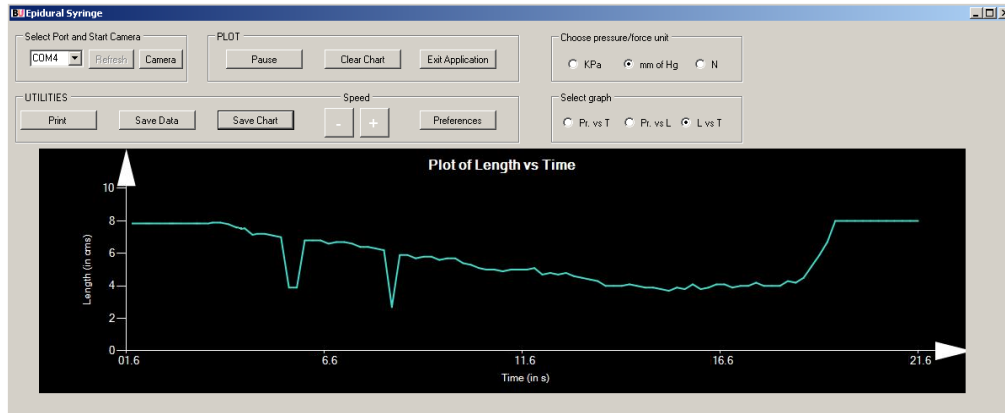 Epidural Syringe
Select Port and Start Camera
COM4 Refresh Camera
PLOT
Pause Clear Chart Exit Application
Choose pressure/force unit
KPa mm of Hg N
UTILITIES
Print Save Data Save Chart
Speed
- + Preferences
Select graph
Pr. vs T Pr. vs L L vs T
Plot of Length vs Time
Length (in cms)
10
8
6
4
2
0
01.6 6.6 11.6 16.6 21.6
Time (in s)